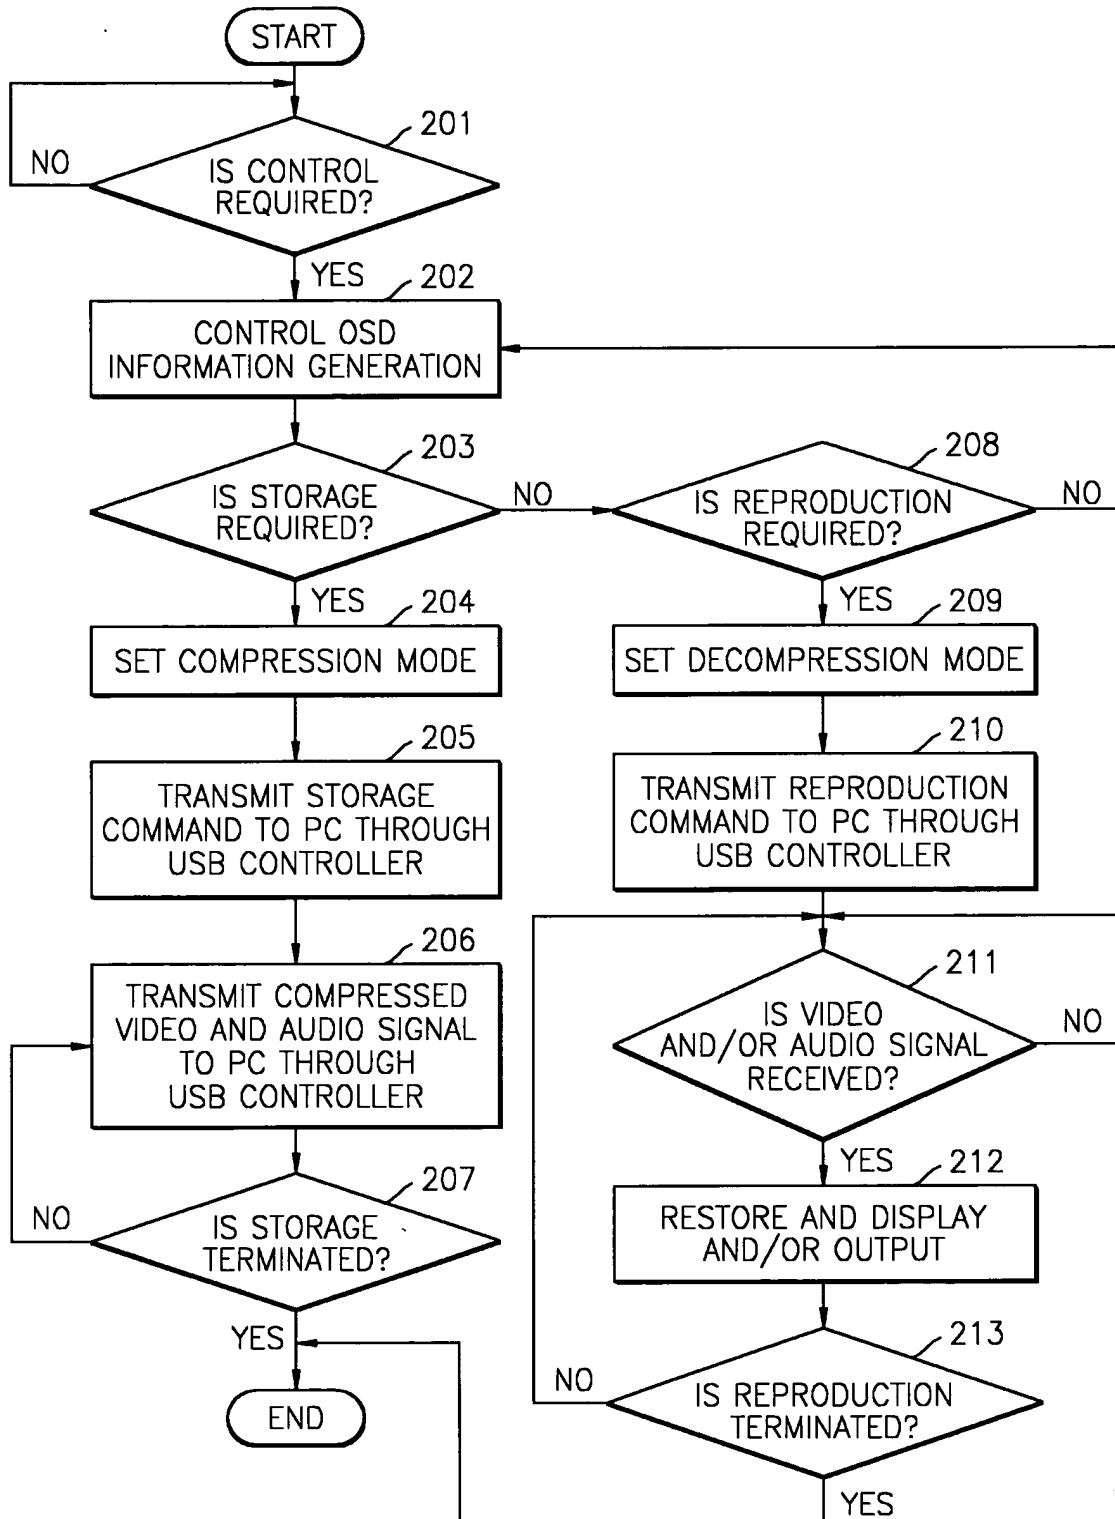 START
201
NO
IS CONTROL
REQUIRED?
YES
202
CONTROL OSD
INFORMATION GENERATION
203
IS STORAGE
REQUIRED?
NO
208
IS REPRODUCTION
REQUIRED?
NO
YES
204
SET COMPRESSION MODE
YES
209
SET DECOMPRESSION MODE
205
TRANSMIT STORAGE
COMMAND TO PC THROUGH
USB CONTROLLER
210
TRANSMIT REPRODUCTION
COMMAND TO PC THROUGH
USB CONTROLLER
206
TRANSMIT COMPRESSED
VIDEO AND AUDIO SIGNAL
TO PC THROUGH
USB CONTROLLER
211
IS VIDEO
AND/OR AUDIO SIGNAL
RECEIVED?
NO
207
NO
IS STORAGE
TERMINATED?
YES
212
RESTORE AND DISPLAY
AND/OR OUTPUT
YES
END
213
NO
IS REPRODUCTION
TERMINATED?
YES